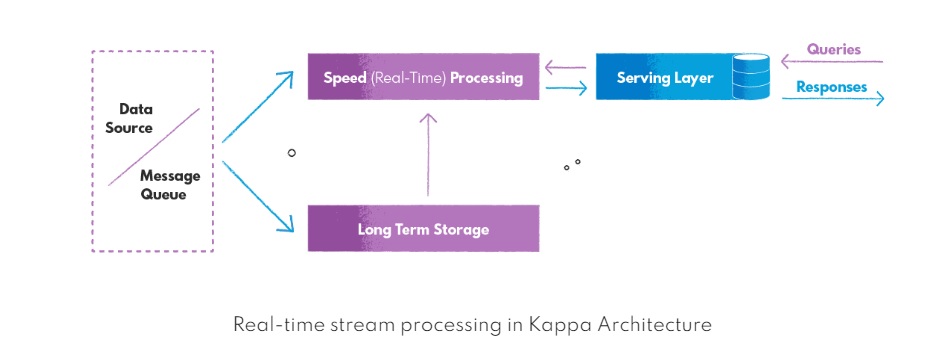 Data
Source
Message
Queue
Speed (Real-Time) Processing
Serving Layer
Queries
Responses
Long Term Storage
Real-time stream processing in Kappa Architecture